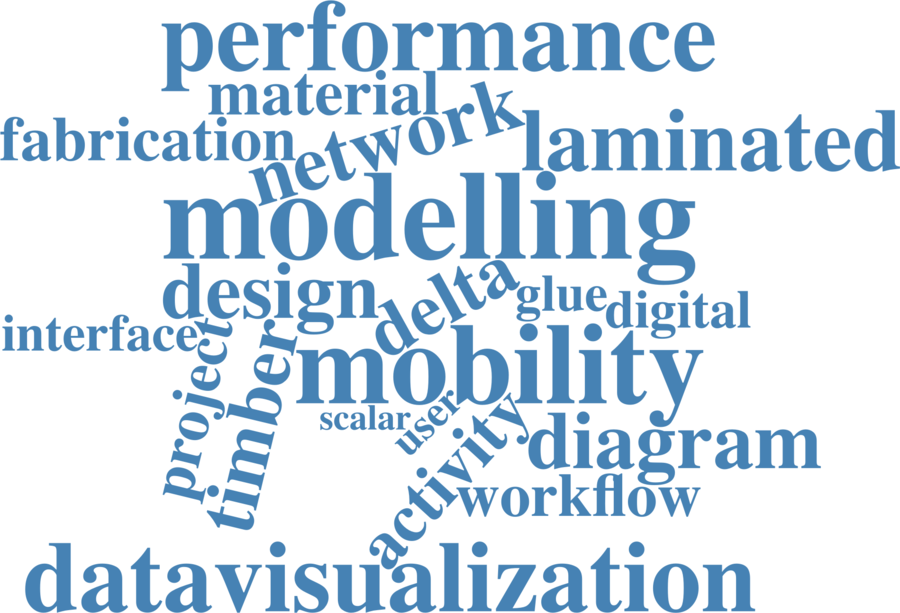 performance
material
fabrication
network
laminated
modelling
design
delta
glue
digital
interface
project
timber
mobility
scalar
user
activity
diagram
workflow
datavisualization